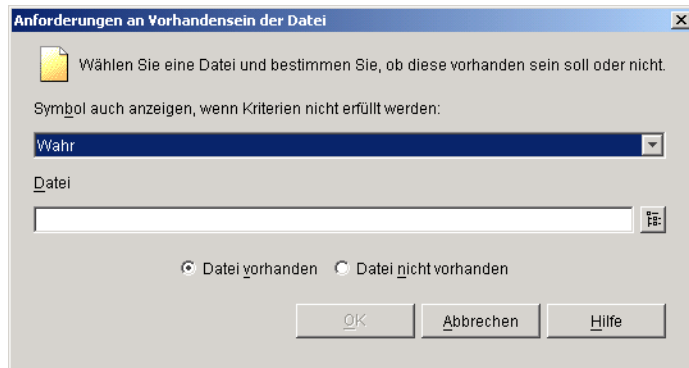 Anforderungen an Vorhandensein der Datei
Wählen Sie eine Datei und bestimmen Sie, ob diese vorhanden sein soll oder nicht.
Symbol auch anzeigen, wenn Kriterien nicht erfüllt werden:
Wahr
Datei
Datei vorhanden Datei nicht vorhanden
OK Abbrechen Hilfe